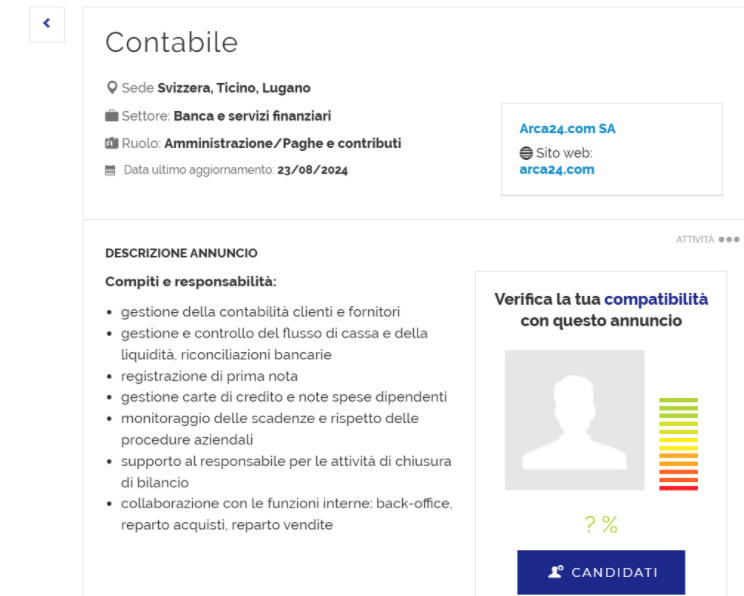 Contabile
Sede Svizzera, Ticino, Lugano
Settore: Banca e servizi finanziari
Ruolo: Amministrazione/Paghe e contributi
Data ultimo aggiornamento: 23/08/2024
Arca24.com SA
Sito web:
arca24.com
ATTIVITÀ
DESCRIZIONE ANNUNCIO
Compiti e responsabilità:
• gestione della contabilità clienti e fornitori
• gestione e controllo del flusso di cassa e della
liquidità, riconciliazioni bancarie
• registrazione di prima nota
• gestione carte di credito e note spese dipendenti
• monitoraggio delle scadenze e rispetto delle
procedure aziendali
• supporto al responsabile per le attività di chiusura
di bilancio
• collaborazione con le funzioni interne: back-office,
reparto acquisti, reparto vendite
Verifica la tua compatibilità
con questo annuncio
? %
CANDIDATI